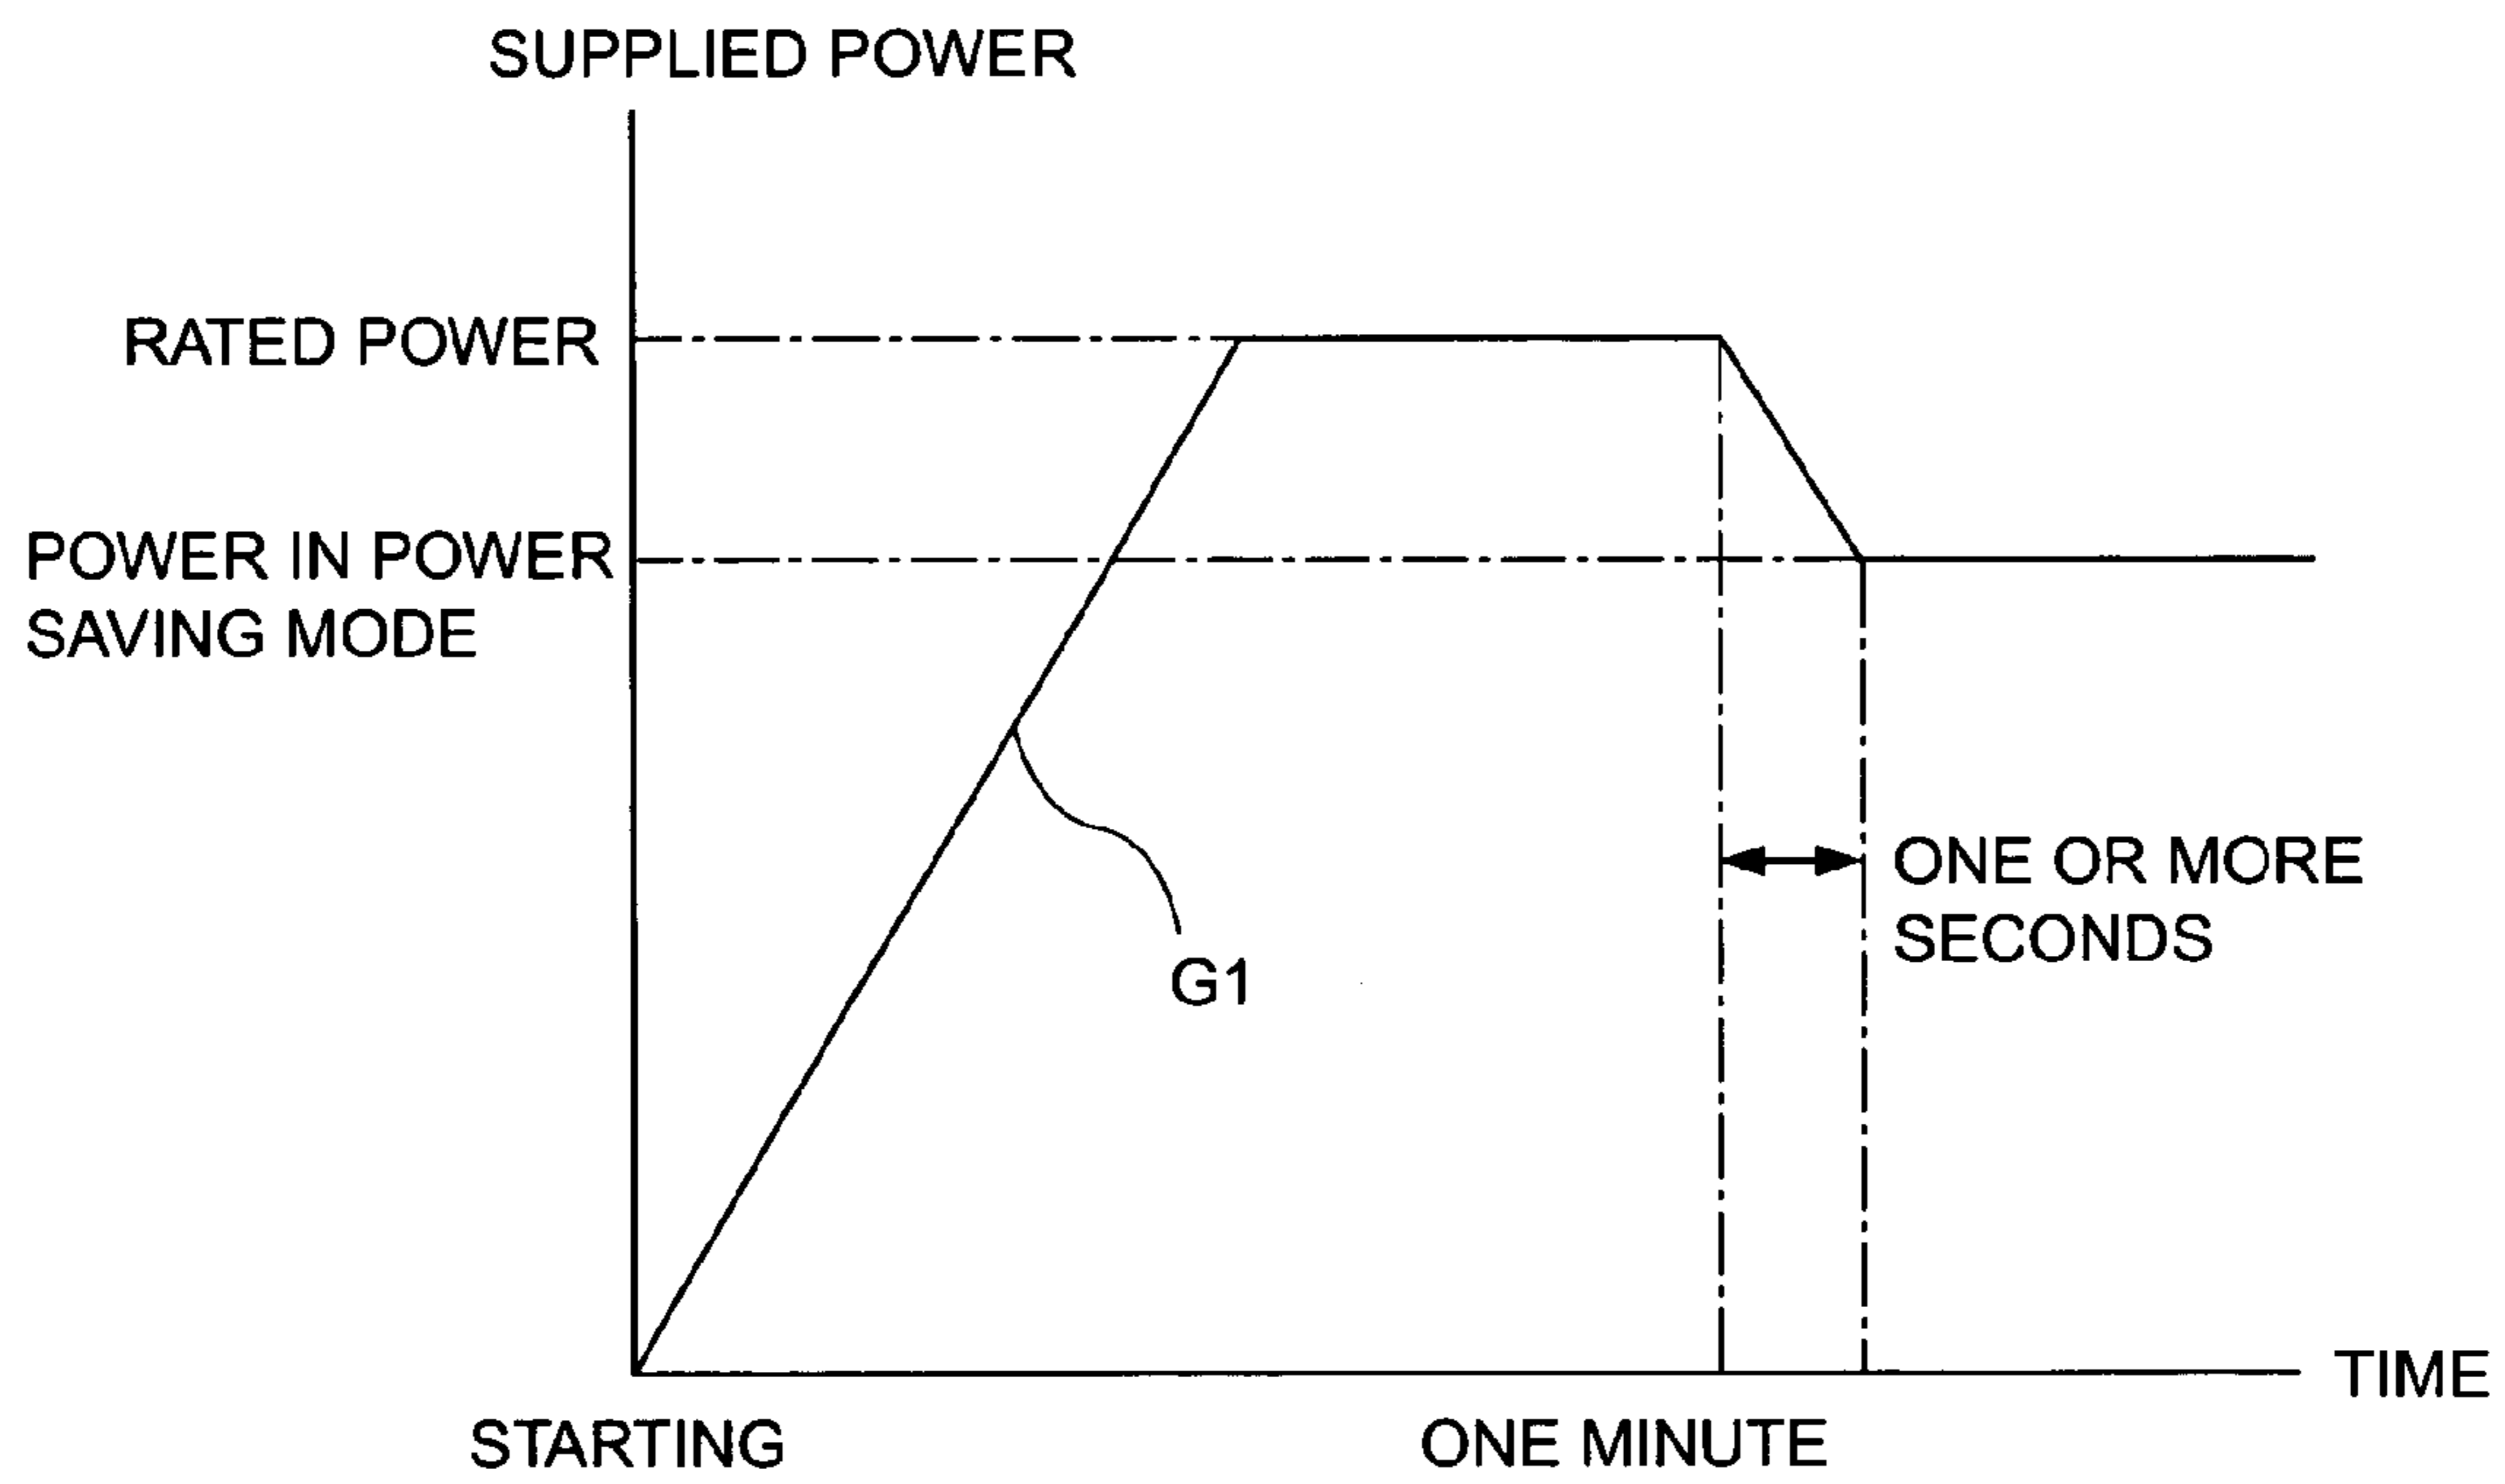 SUPPLIED POWER
RATED POWER
POWER IN POWER
SAVING MODE
ONE OR MORE
SECONDS
G1
TIME
STARTING
ONE MINUTE